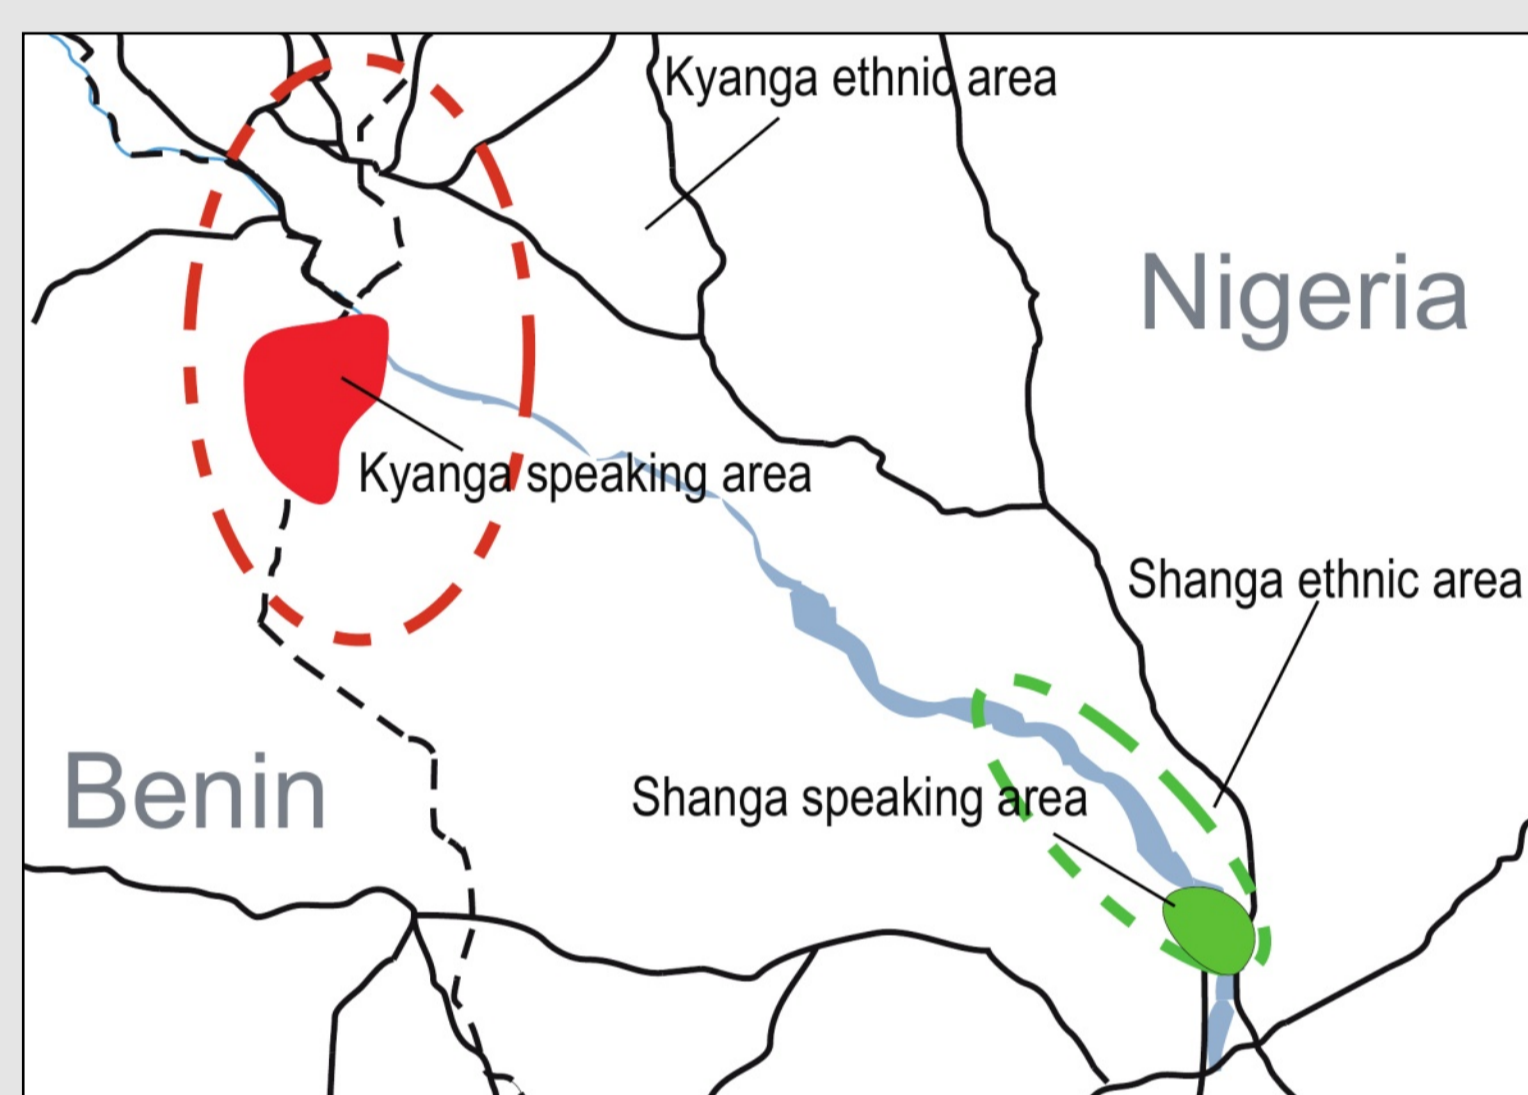 Kyanga ethnic area
Nigeria
Kyanga speaking area
Shanga ethnic area
Benin
Shanga speaking area